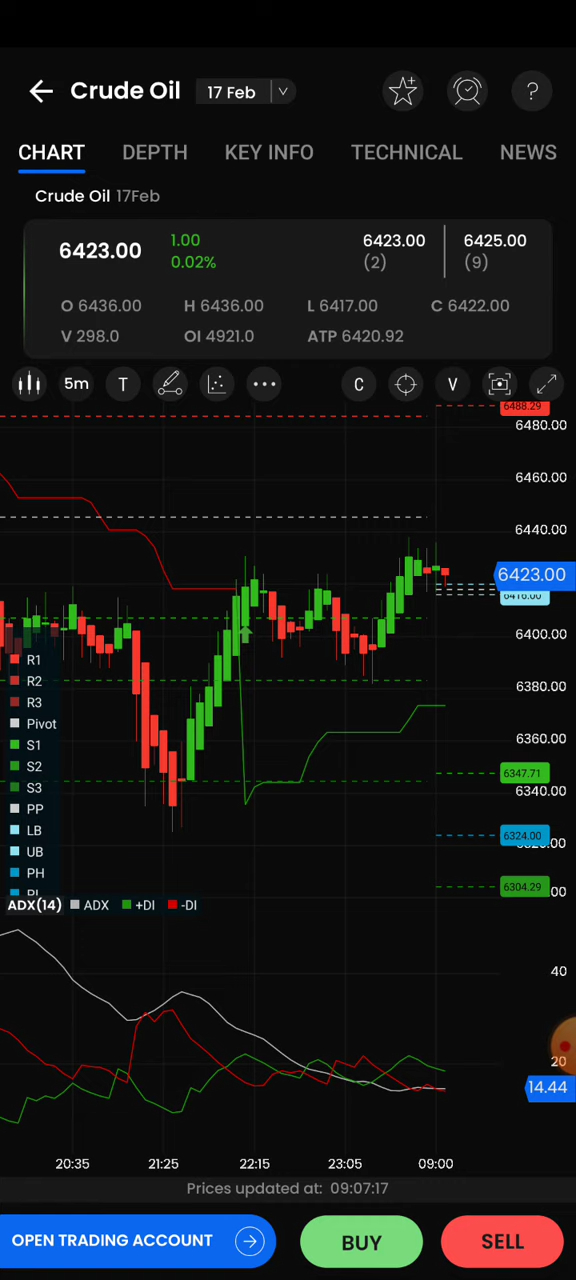 Crude Oil 17 Feb ?
CHART DEPTH KEY INFO TECHNICAL NEWS
Crude Oil 17Feb
6423.00 1.00 6423.00 6425.00
0.02% (2) (9)
O 6436.00 H 6436.00 L 6417.00 C 6422.00
V 298.0 OI 4921.0 ATP 6420.92
5m T C V
6488.29
6480.00
6460.00
6440.00
6423.00
6416.00
6400.00
R1
R2
6380.00
R3
Pivot
6360.00
S1
6347.71
S2
6340.00
S3
PP
LB 6324.00
UB
PH
6304.29
ADX(14) ADX +DI -DI
40
20
14.44
20:35 21:25 22:15 23:05 09:00
Prices updated at: 09:07:17
OPEN TRADING ACCOUNT BUY SELL